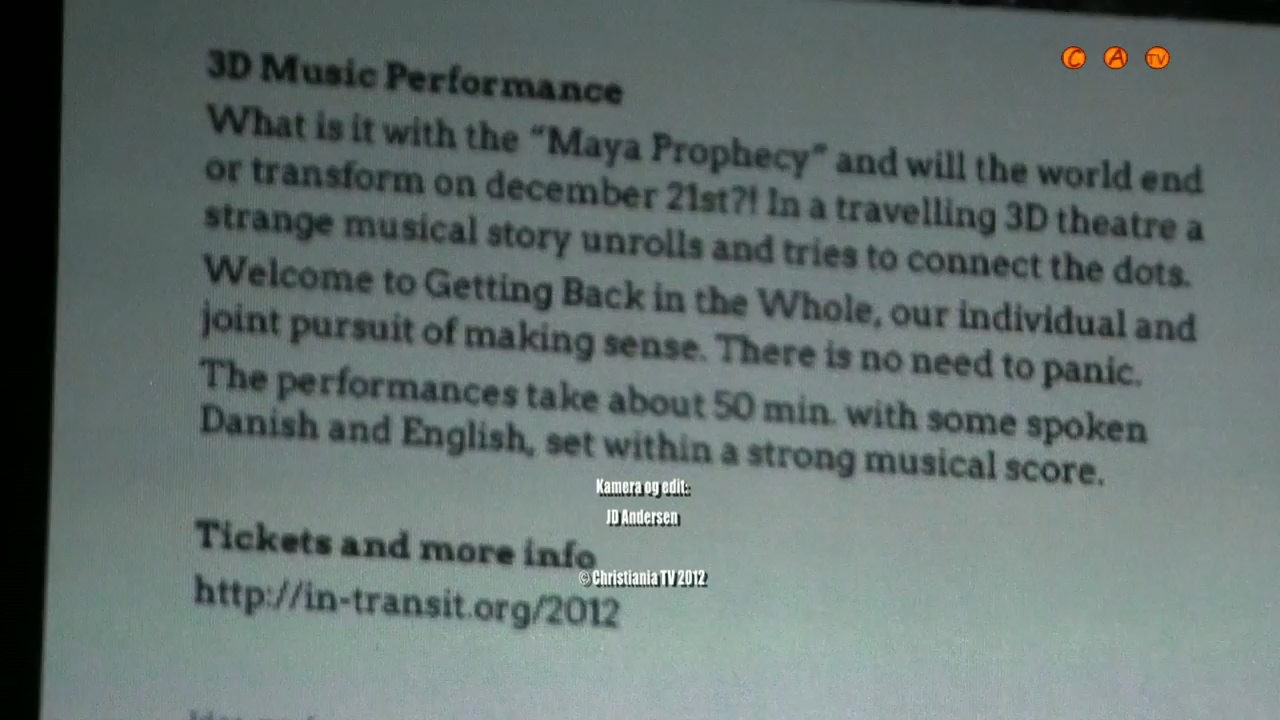 C A TV
3D Music Performance
What is it with the “Maya Prophecy” and will the world end
or transform on december 21st?! In a travelling 3D theatre a
strange musical story unrolls and tries to connect the dots.
Welcome to Getting Back in the Whole, our individual and
joint pursuit of making sense. There is no need to panic.
The performances take about 50 min. with some spoken
Danish and English, set within a strong musical score.
Kamera og edit:
JD Andersen
Tickets and more info
© Christiania TV 2012
http://in-transit.org/2012